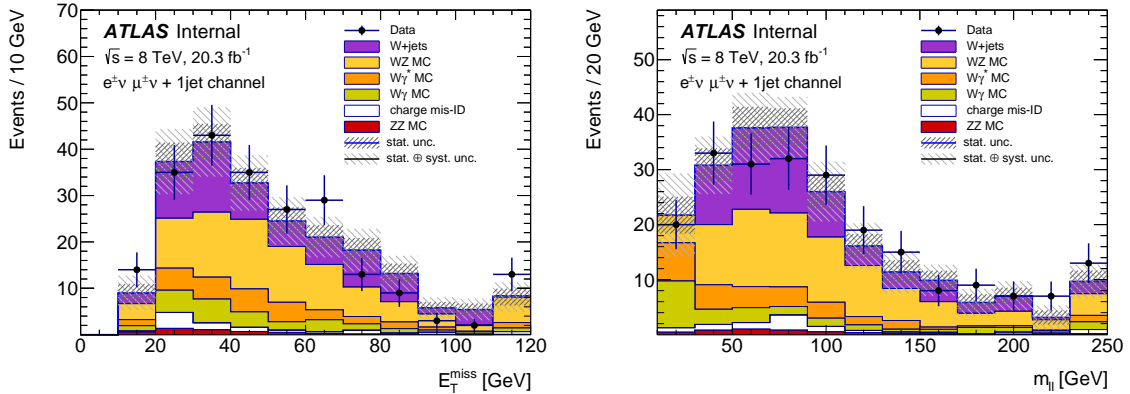 Events / 10 GeV
70
60
50
40
30
20
10
ATLAS Internal
√s = 8 TeV, 20.3 fb⁻¹
e±ν μ±ν + 1jet channel
Data
W+jets
WZ MC
Wγ* MC
Wγ MC
charge mis-ID
ZZ MC
stat. unc.
stat. ⊕ syst. unc.
0 20 40 60 80 100 120
E_T^miss [GeV]
Events / 20 GeV
60
50
40
30
20
10
ATLAS Internal
√s = 8 TeV, 20.3 fb⁻¹
e±ν μ±ν + 1jet channel
Data
W+jets
WZ MC
Wγ* MC
Wγ MC
charge mis-ID
ZZ MC
stat. unc.
stat. ⊕ syst. unc.
50 100 150 200 250
m_ll [GeV]